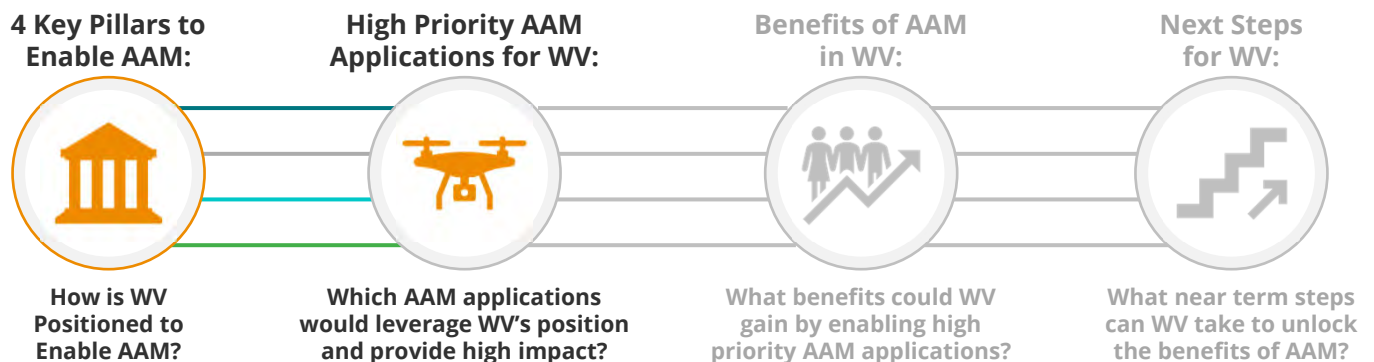 4 Key Pillars to
Enable AAM:
High Priority AAM
Applications for WV:
Benefits of AAM
in WV:
Next Steps
for WV:
How is WV
Positioned to
Enable AAM?
Which AAM applications
would leverage WV’s position
and provide high impact?
What benefits could WV
gain by enabling high
priority AAM applications?
What near term steps
can WV take to unlock
the benefits of AAM?